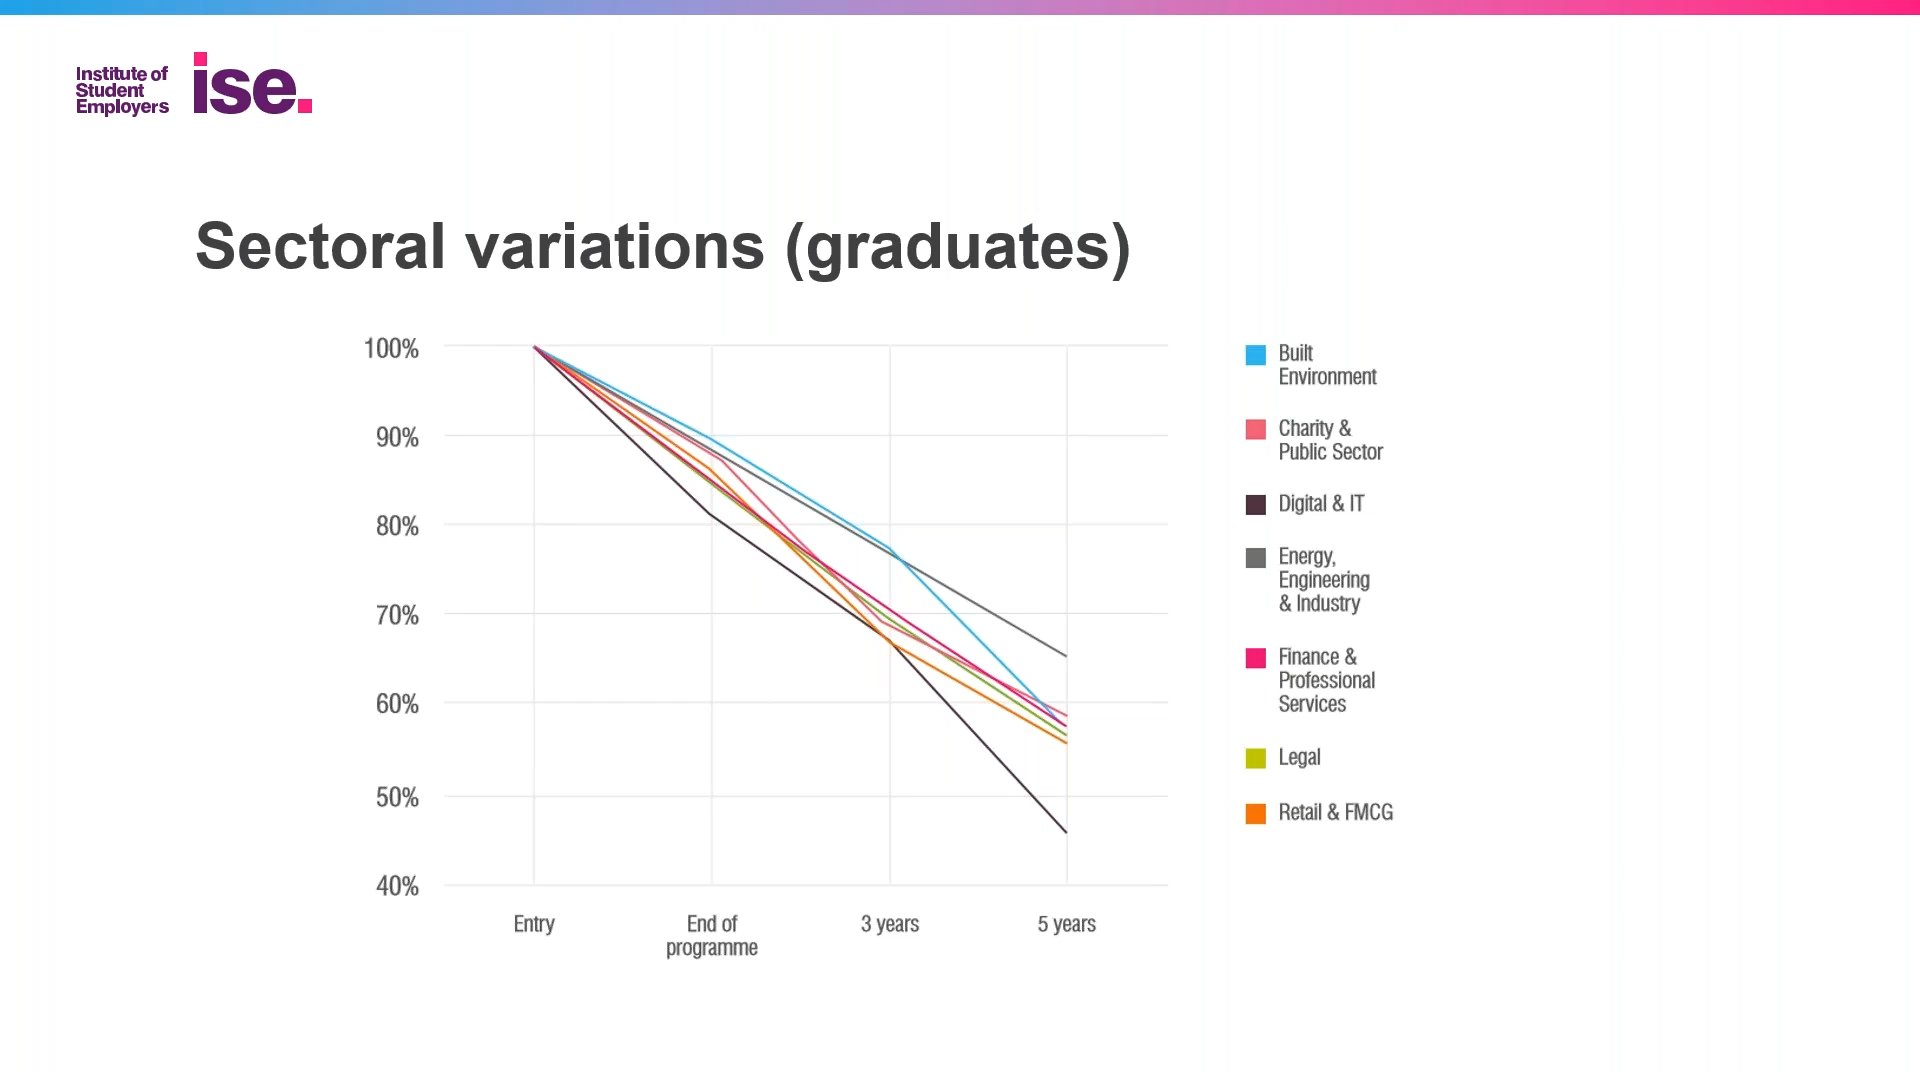 Institute of
Student
Employers
ise.
Sectoral variations (graduates)
100%
90%
80%
70%
60%
50%
40%
Entry
End of
programme
3 years
5 years
Built
Environment
Charity &
Public Sector
Digital & IT
Energy,
Engineering
& Industry
Finance &
Professional
Services
Legal
Retail & FMCG